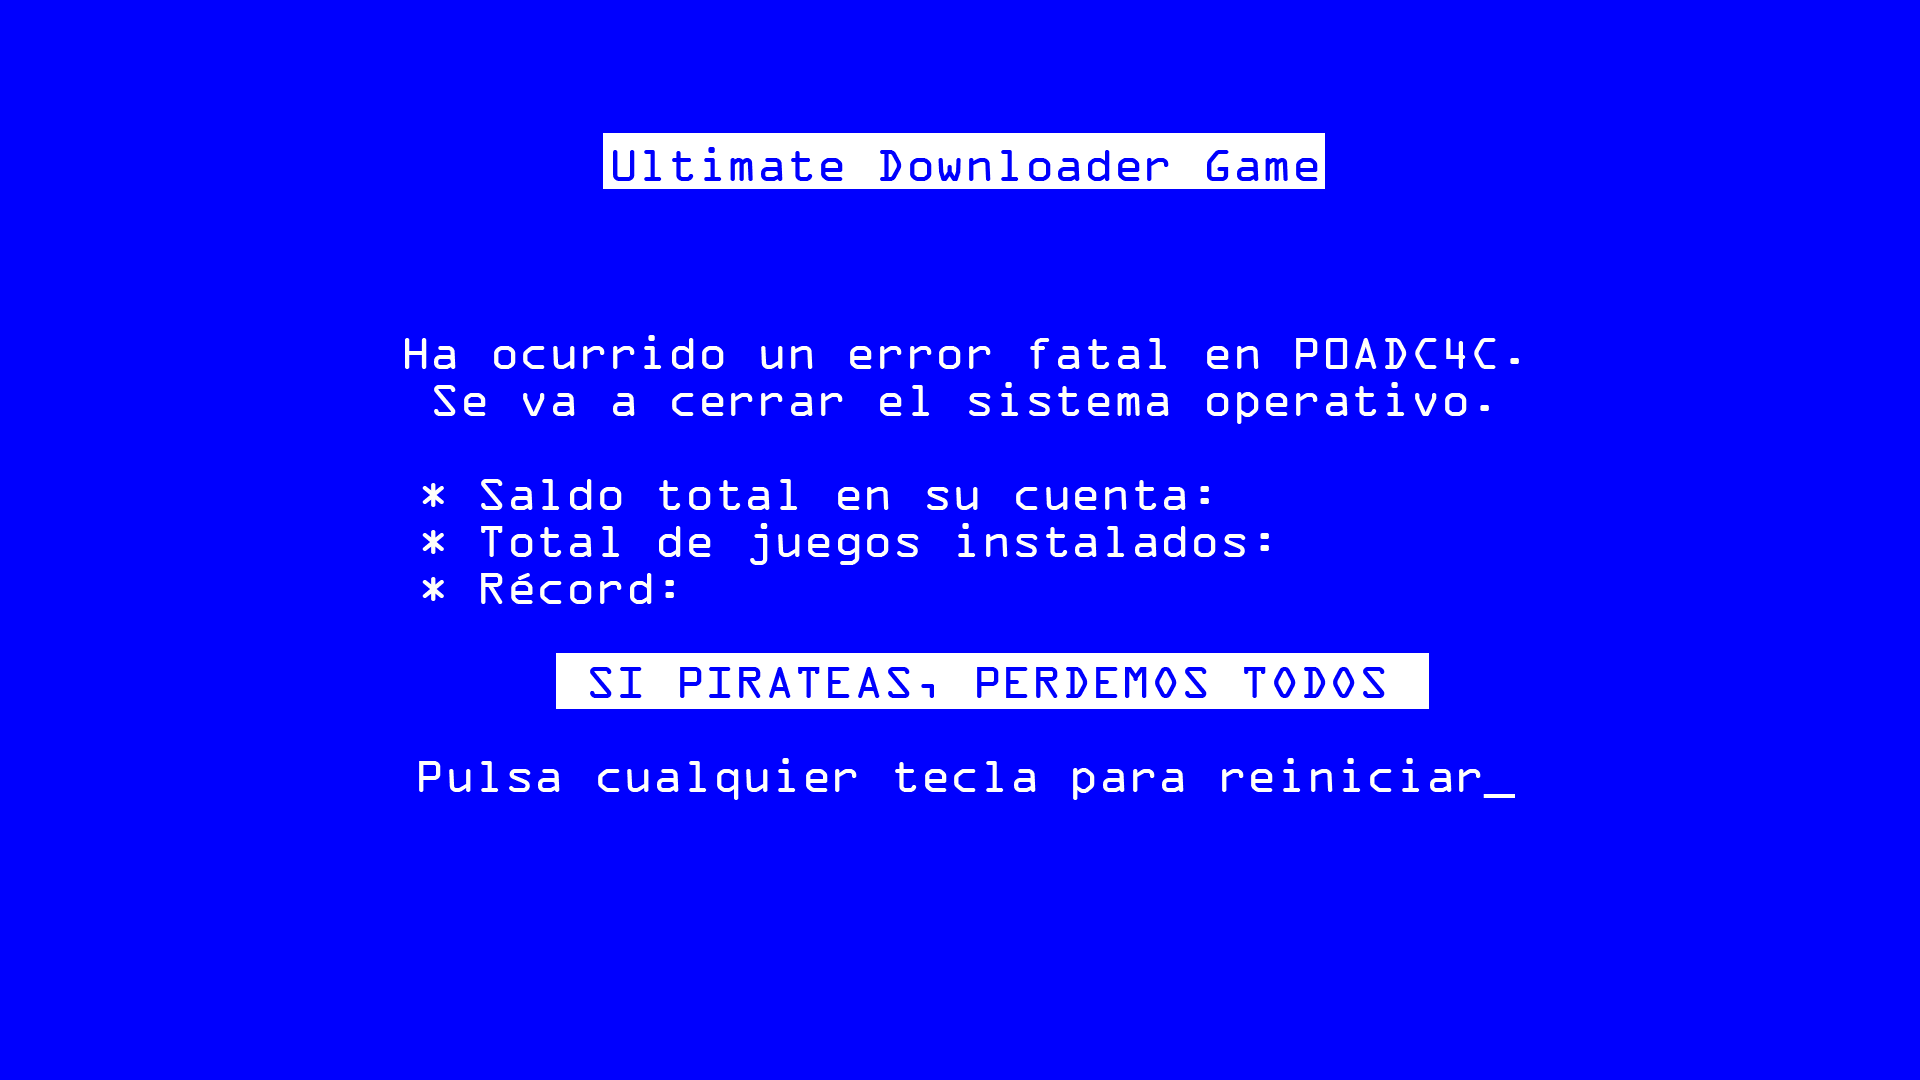 Ultimate Downloader Game
Ha ocurrido un error fatal en P0ADC4C.
Se va a cerrar el sistema operativo.
* Saldo total en su cuenta:
* Total de juegos instalados:
* Récord:
SI PIRATEAS, PERDEMOS TODOS
Pulsa cualquier tecla para reiniciar_